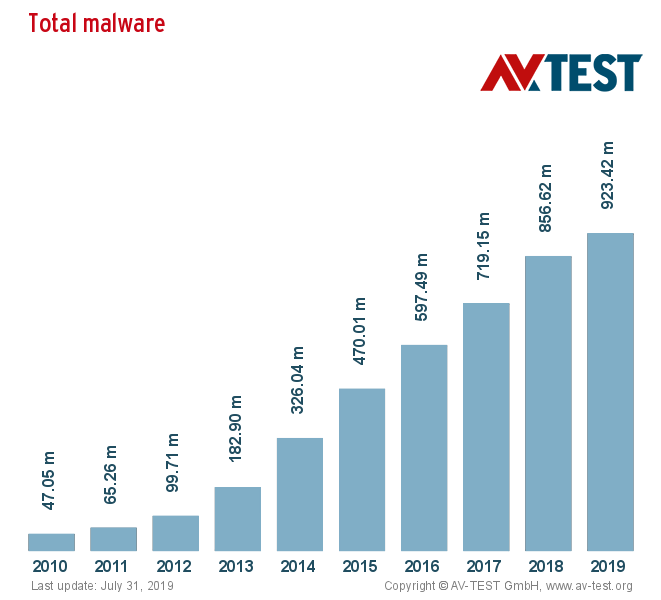 Total malware
AV TEST
47.05 m
65.26 m
99.71 m
182.90 m
326.04 m
470.01 m
597.49 m
719.15 m
856.62 m
923.42 m
2010 2011 2012 2013 2014 2015 2016 2017 2018 2019
Last update: July 31, 2019
Copyright © AV-TEST GmbH, www.av-test.org